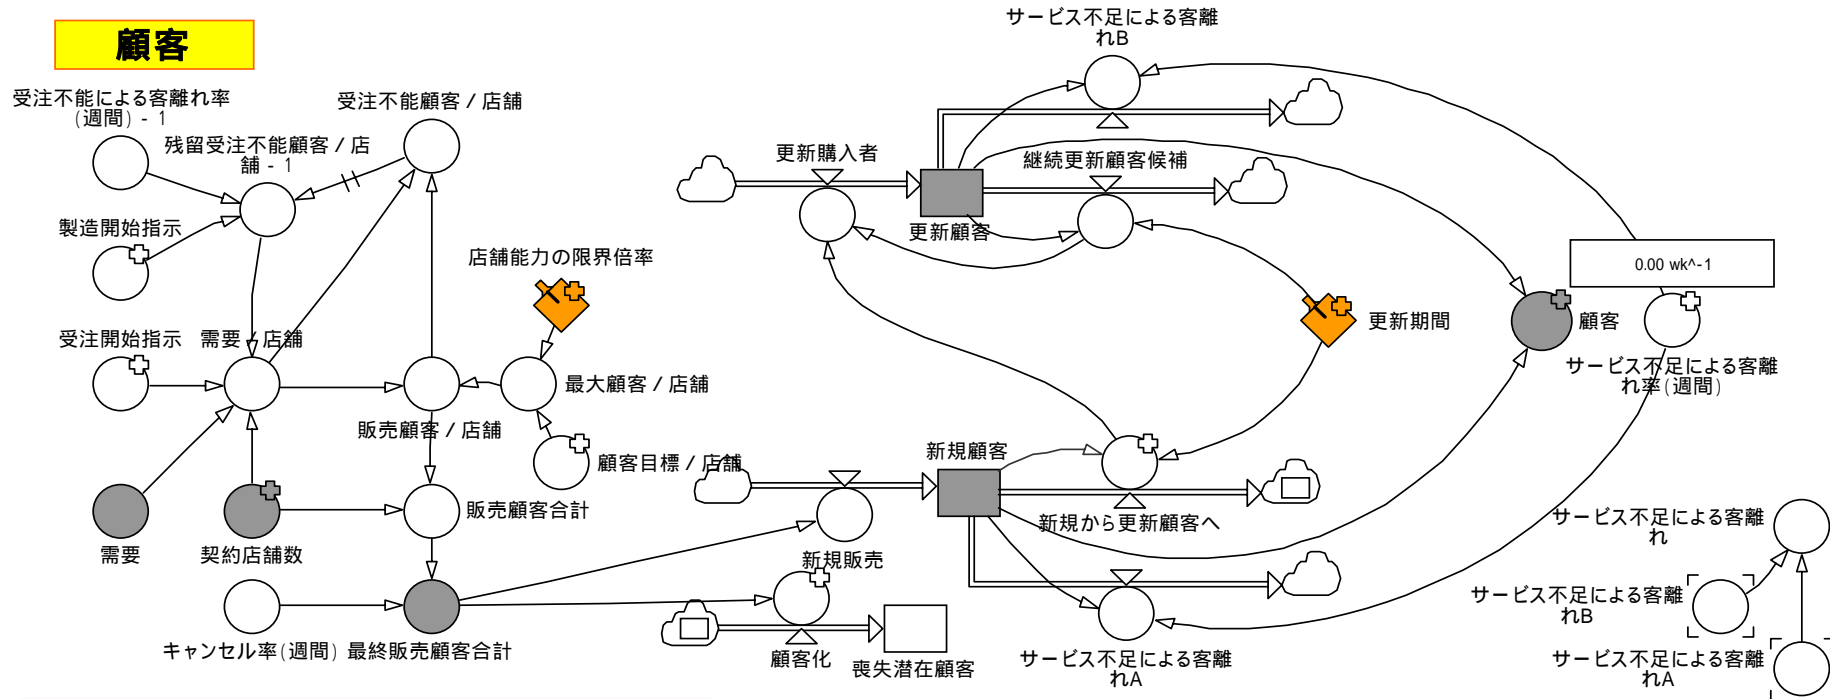 サービス不足による客離
れB
顧客
受注不能による客離れ率
(週間) - 1
受注不能顧客 / 店舗
残留受注不能顧客 / 店
舗 - 1
更新購入者
継続更新顧客候補
製造開始指示
更新顧客
店舗能力の限界倍率
0.00 wk^-1
受注開始指示
需要 / 店舗
更新期間
顧客
サービス不足による客離
れ率(週間)
最大顧客 / 店舗
販売顧客 / 店舗
新規顧客
顧客目標 / 店舗
販売顧客合計
新規から更新顧客へ
サービス不足による客離
れ
需要
契約店舗数
新規販売
サービス不足による客離
れB
キャンセル率(週間)
最終販売顧客合計
顧客化
喪失潜在顧客
サービス不足による客離
れA
サービス不足による客離
れA